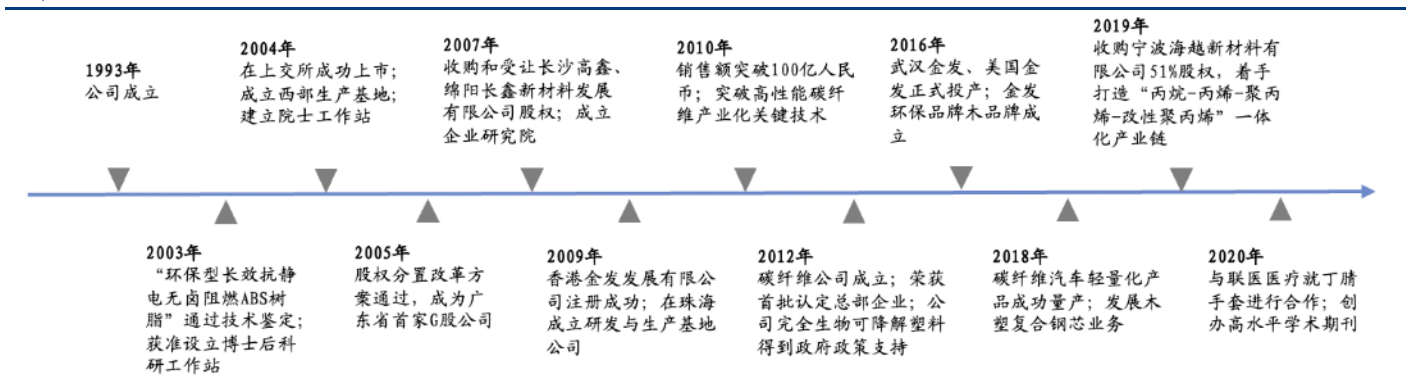 1993年
公司成立
2004年
在上交所成功上市；
成立西部生产基地；
建立院士工作站
2007年
收购和受让长沙高鑫、
绵阳长鑫新材料发展
有限公司股权；成立
企业研究院
2010年
销售额突破100亿人民
币；突破高性能碳纤
维产业化关键技术
2016年
武汉金发、美国金
发正式投产；金发
环保品牌木品牌成
立
2019年
收购宁波海越新材料有
限公司51%股权，着手
打造“丙烷-丙烯-聚丙
烯-改性聚丙烯”一体
化产业链
2003年
“环保型长效抗静
电无卤阻燃ABS树
脂”通过技术鉴定；
获准设立博士后科
研工作站
2005年
股权分置改革方
案通过，成为广
东省首家G股公司
2009年
香港金发发展有限公
司注册成功；在珠海
成立研发与生产基地
公司
2012年
碳纤维公司成立；荣获
首批认定总部企业；公
司完全生物可降解塑料
得到政府政策支持
2018年
碳纤维汽车轻量化产
品成功量产；发展木
塑复合钢芯业务
2020年
与联医医疗就丁腈
手套进行合作；创
办高水平学术期刊